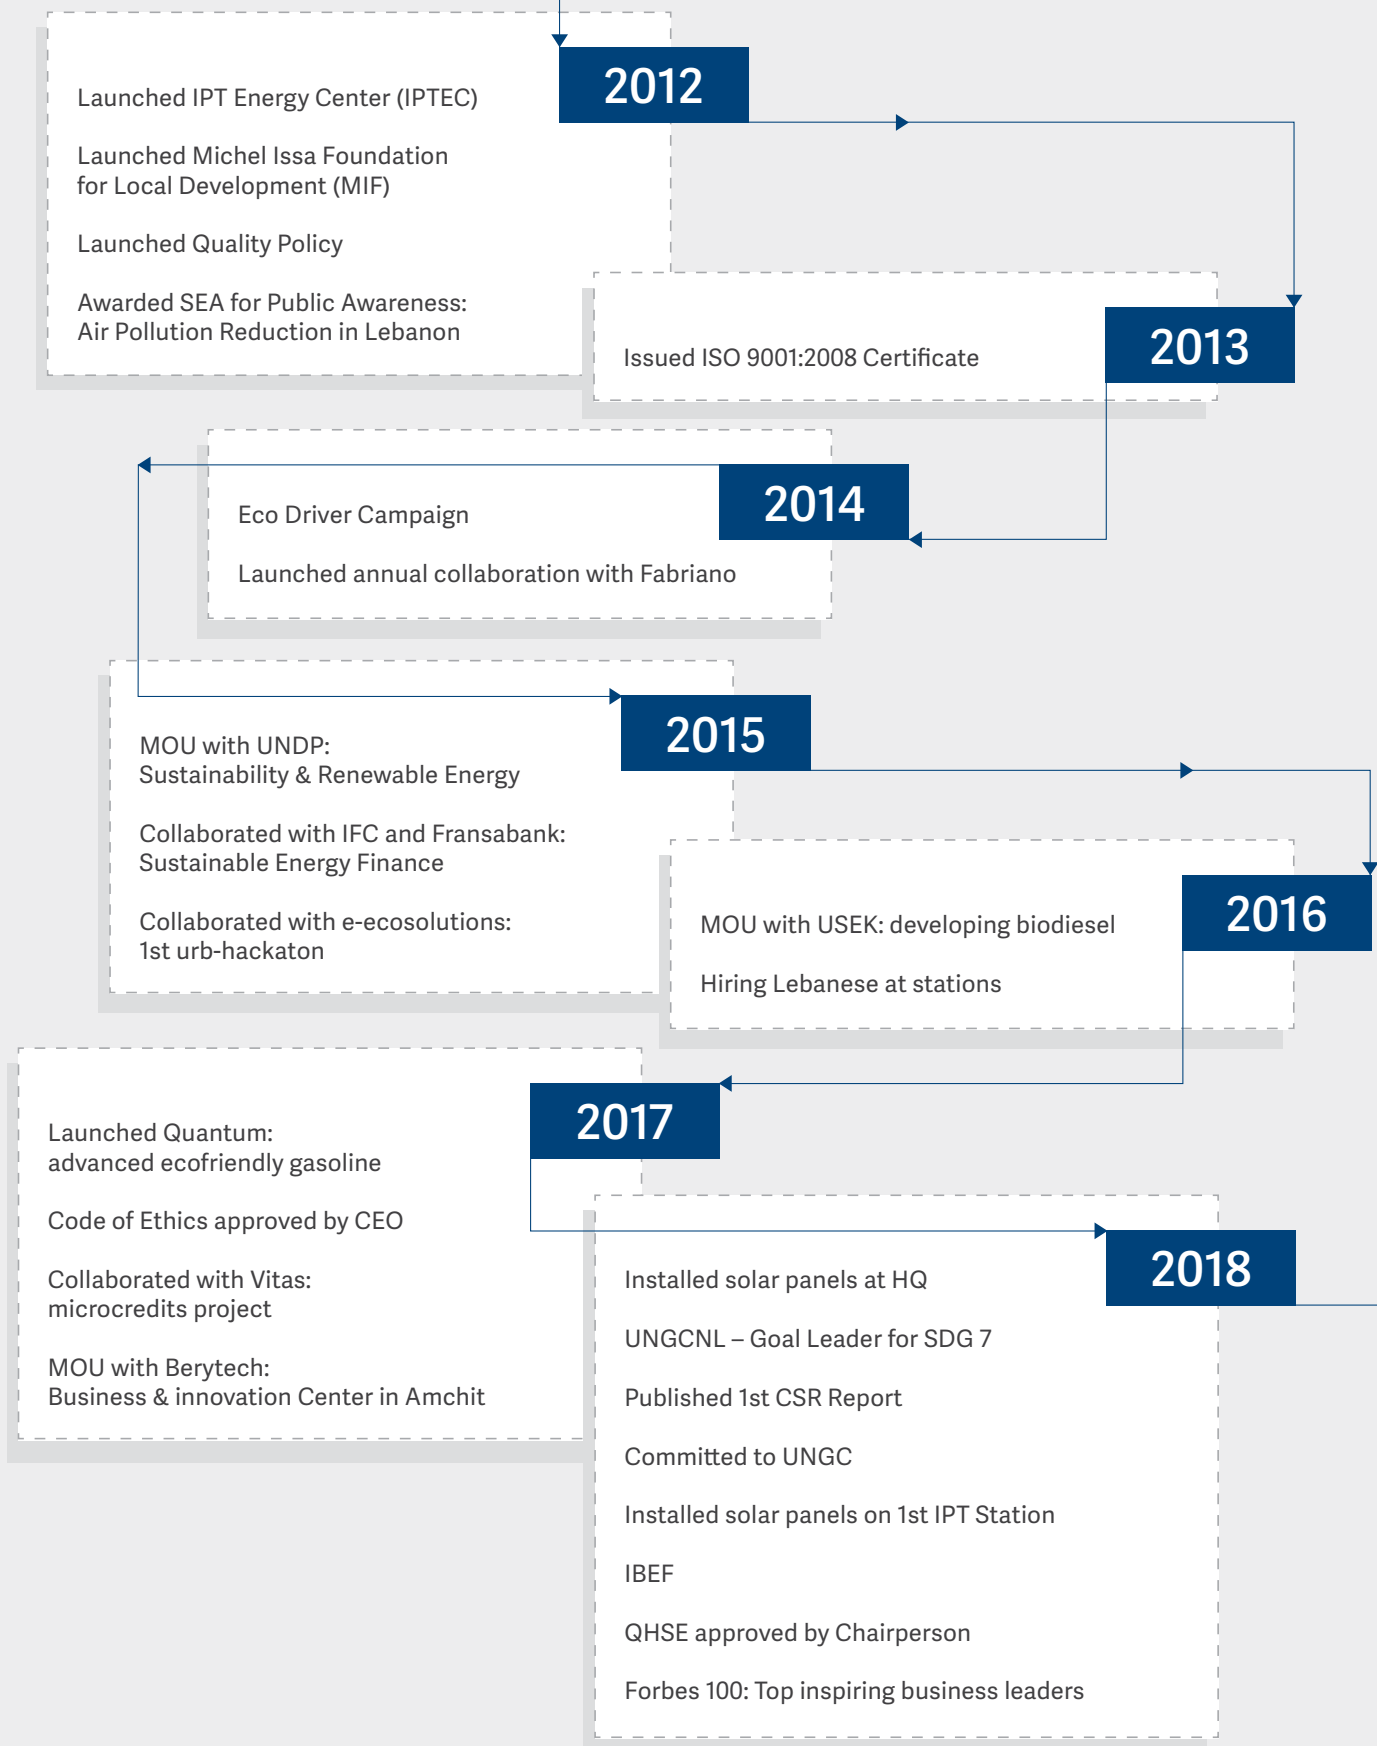 2012
Launched IPT Energy Center (IPTEC)
Launched Michel Issa Foundation
for Local Development (MIF)
Launched Quality Policy
Awarded SEA for Public Awareness:
Air Pollution Reduction in Lebanon
2013
Issued ISO 9001:2008 Certificate
2014
Eco Driver Campaign
Launched annual collaboration with Fabriano
2015
MOU with UNDP:
Sustainability & Renewable Energy
Collaborated with IFC and Fransabank:
Sustainable Energy Finance
Collaborated with e-ecosolutions:
1st urb-hackaton
2016
MOU with USEK: developing biodiesel
Hiring Lebanese at stations
2017
Launched Quantum:
advanced ecofriendly gasoline
Code of Ethics approved by CEO
Collaborated with Vitas:
microcredits project
MOU with Berytech:
Business & innovation Center in Amchit
2018
Installed solar panels at HQ
UNGCNL – Goal Leader for SDG 7
Published 1st CSR Report
Committed to UNGC
Installed solar panels on 1st IPT Station
IBEF
QHSE approved by Chairperson
Forbes 100: Top inspiring business leaders